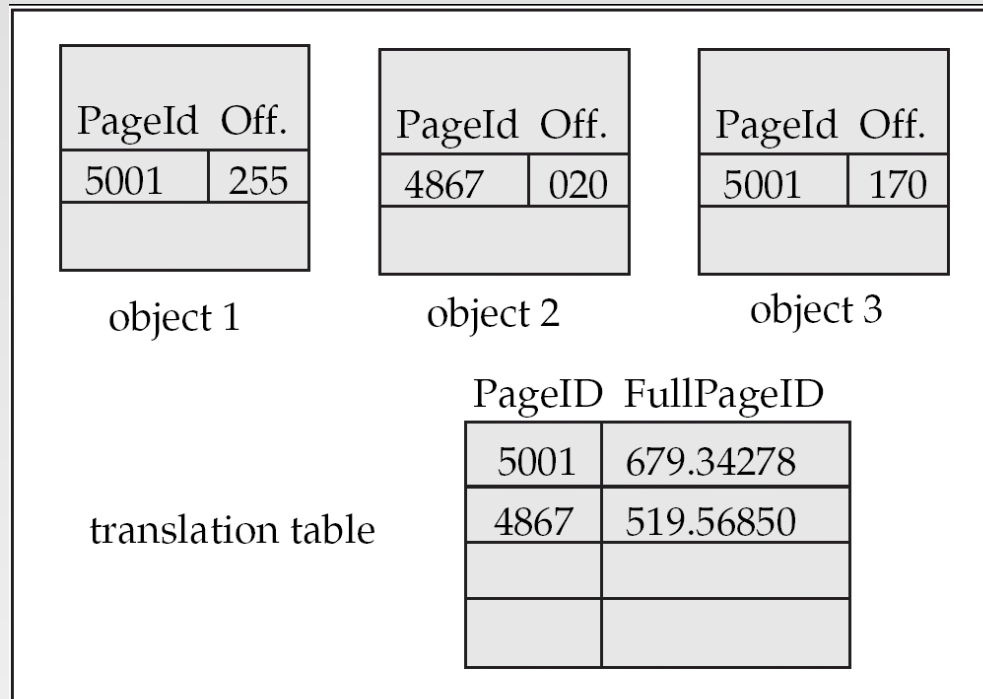 PageId Off.
5001 255
object 1
PageId Off.
4867 020
object 2
PageId Off.
5001 170
object 3
PageID FullPageID
5001 679.34278
4867 519.56850
translation table